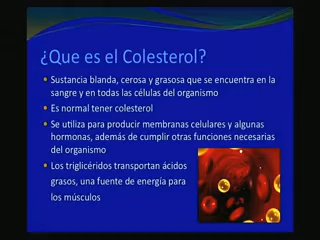 ¿Que es el Colesterol?
Sustancia blanda, cerosa y grasosa que se encuentra en la
sangre y en todas las células del organismo
Es normal tener colesterol
Se utiliza para producir membranas celulares y algunas
hormonas, además de cumplir otras funciones necesarias
del organismo
Los triglicéridos transportan ácidos
grasos, una fuente de energía para
los músculos